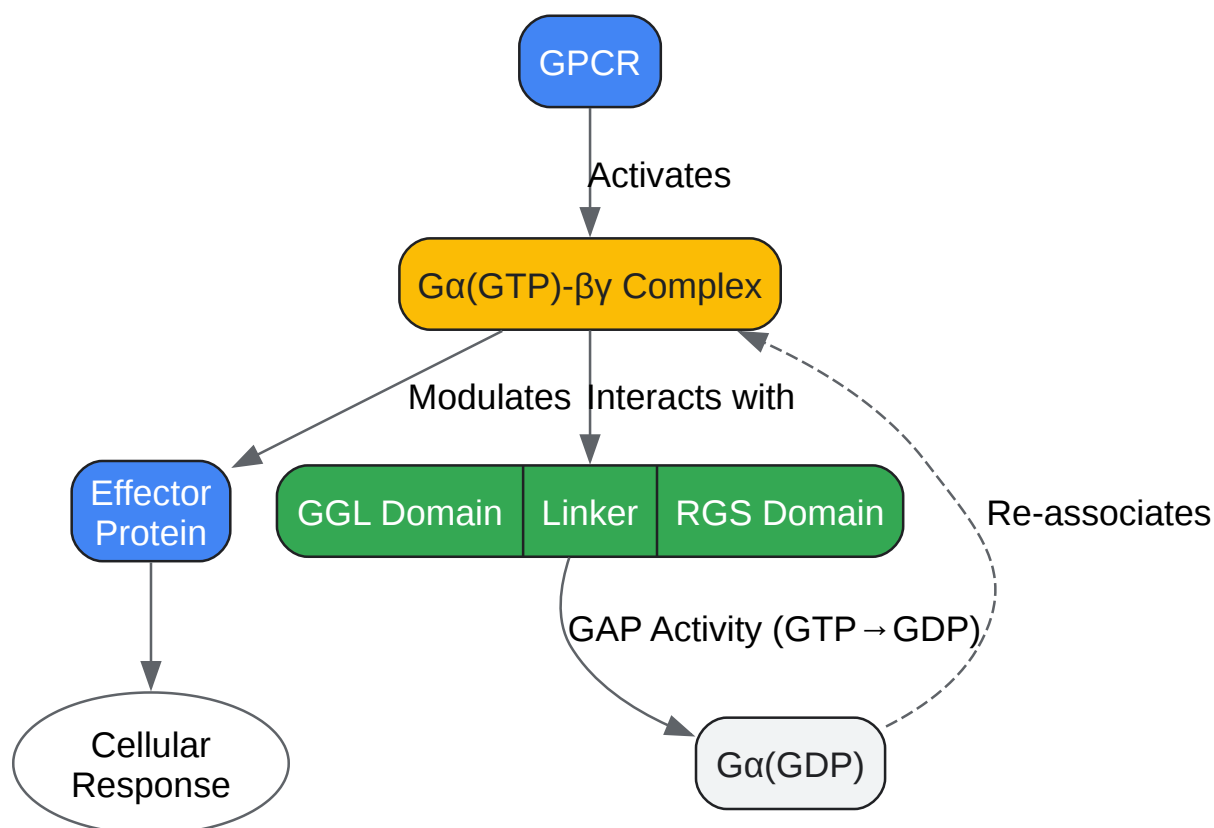 GPCR
Activates
Gα(GTP)-βγ Complex
Modulates
Interacts with
Effector
Protein
GGL Domain
Linker
RGS Domain
Re-associates
GAP Activity (GTP→GDP)
Cellular
Response
Gα(GDP)